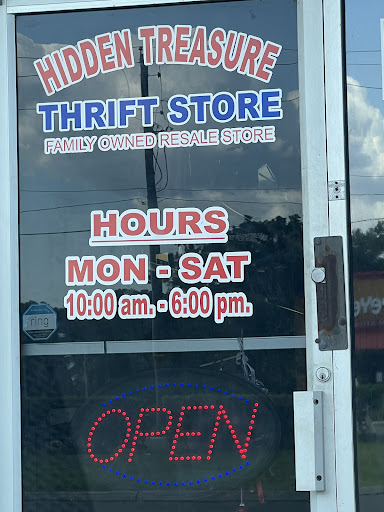 HIDDEN TREASURE
THRIFT STORE
FAMILY OWNED RESALE STORE
HOURS
MON - SAT
10:00 am. - 6:00 pm.
ring
OPEN